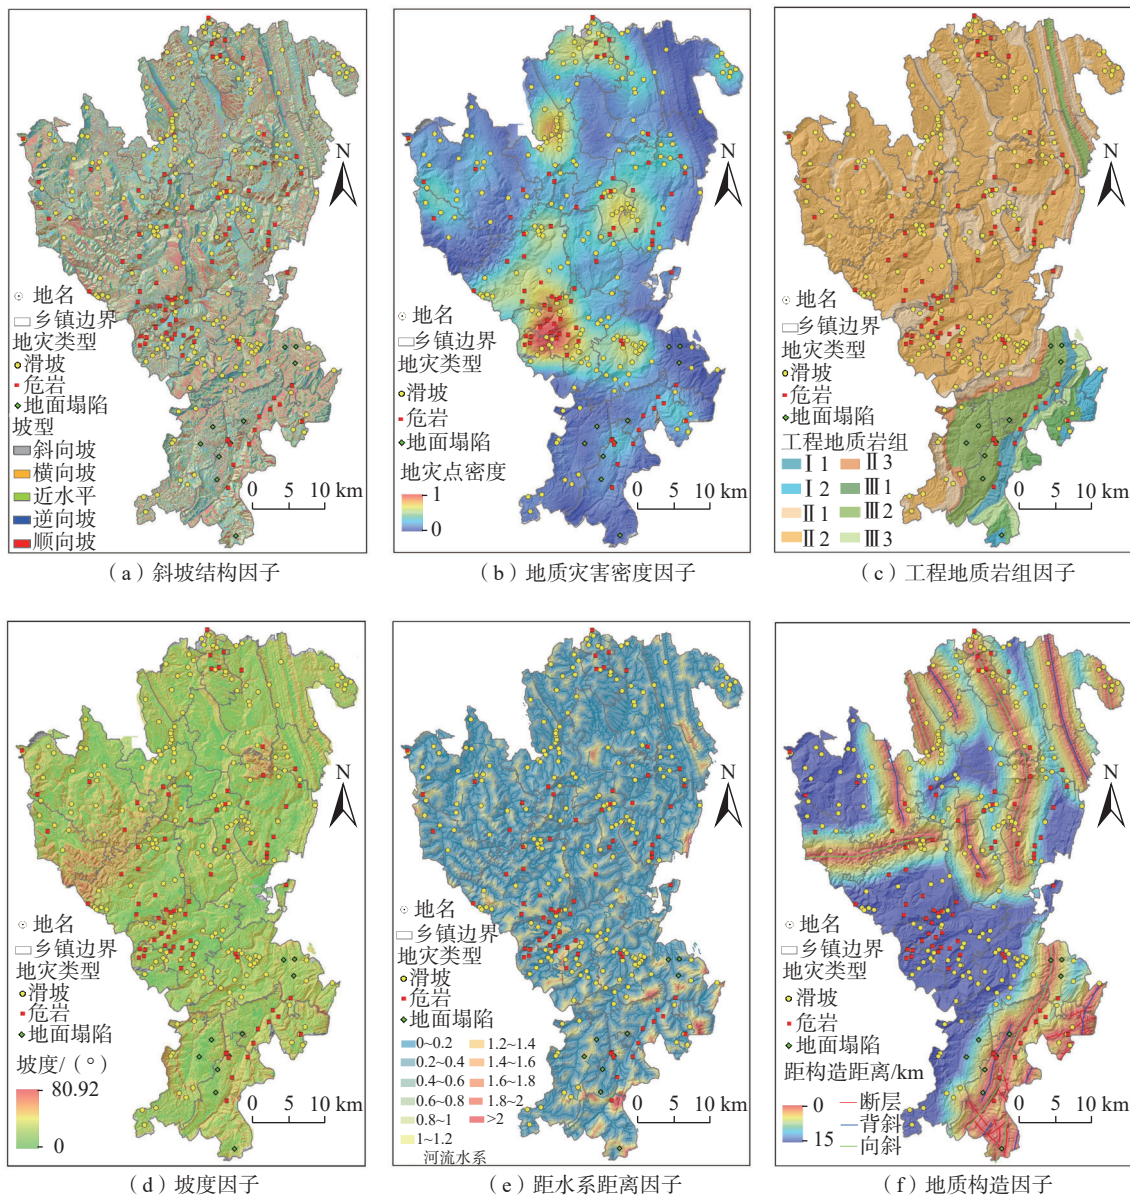 N
地名
乡镇边界
地灾类型
滑坡
危岩
地面塌陷
坡型
斜向坡
横向坡
近水平
逆向坡
顺向坡
0 5 10 km
（a）斜坡结构因子
N
地名
乡镇边界
地灾类型
滑坡
危岩
地面塌陷
地灾点密度
1
0
0 5 10 km
（b）地质灾害密度因子
N
地名
乡镇边界
地灾类型
滑坡
危岩
地面塌陷
工程地质岩组
Ⅰ1 Ⅱ3
Ⅰ2 Ⅲ1
Ⅱ1 Ⅲ2
Ⅱ2 Ⅲ3
0 5 10 km
（c）工程地质岩组因子
N
地名
乡镇边界
地灾类型
滑坡
危岩
地面塌陷
坡度/（°）
80.92
0
0 5 10 km
（d）坡度因子
N
地名
乡镇边界
地灾类型
滑坡
危岩
地面塌陷
0~0.2 1.2~1.4
0.2~0.4 1.4~1.6
0.4~0.6 1.6~1.8
0.6~0.8 1.8~2
0.8~1 >2
1~1.2
河流水系
0 5 10 km
（e）距水系距离因子
N
地名
乡镇边界
地灾类型
滑坡
危岩
地面塌陷
距构造距离/km
0 断层
背斜
15 向斜
0 5 10 km
（f）地质构造因子